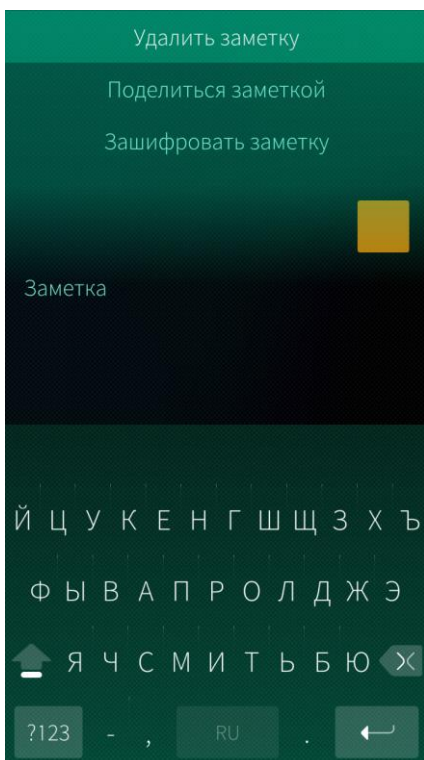 Удалить заметку
Поделиться заметкой
Зашифровать заметку
Заметка
Й Ц У К Е Н Г Ш Щ З Х Ъ
Ф Ы В А П Р О Л Д Ж Э
Я Ч С М И Т Ь Б Ю
?123 - , RU .